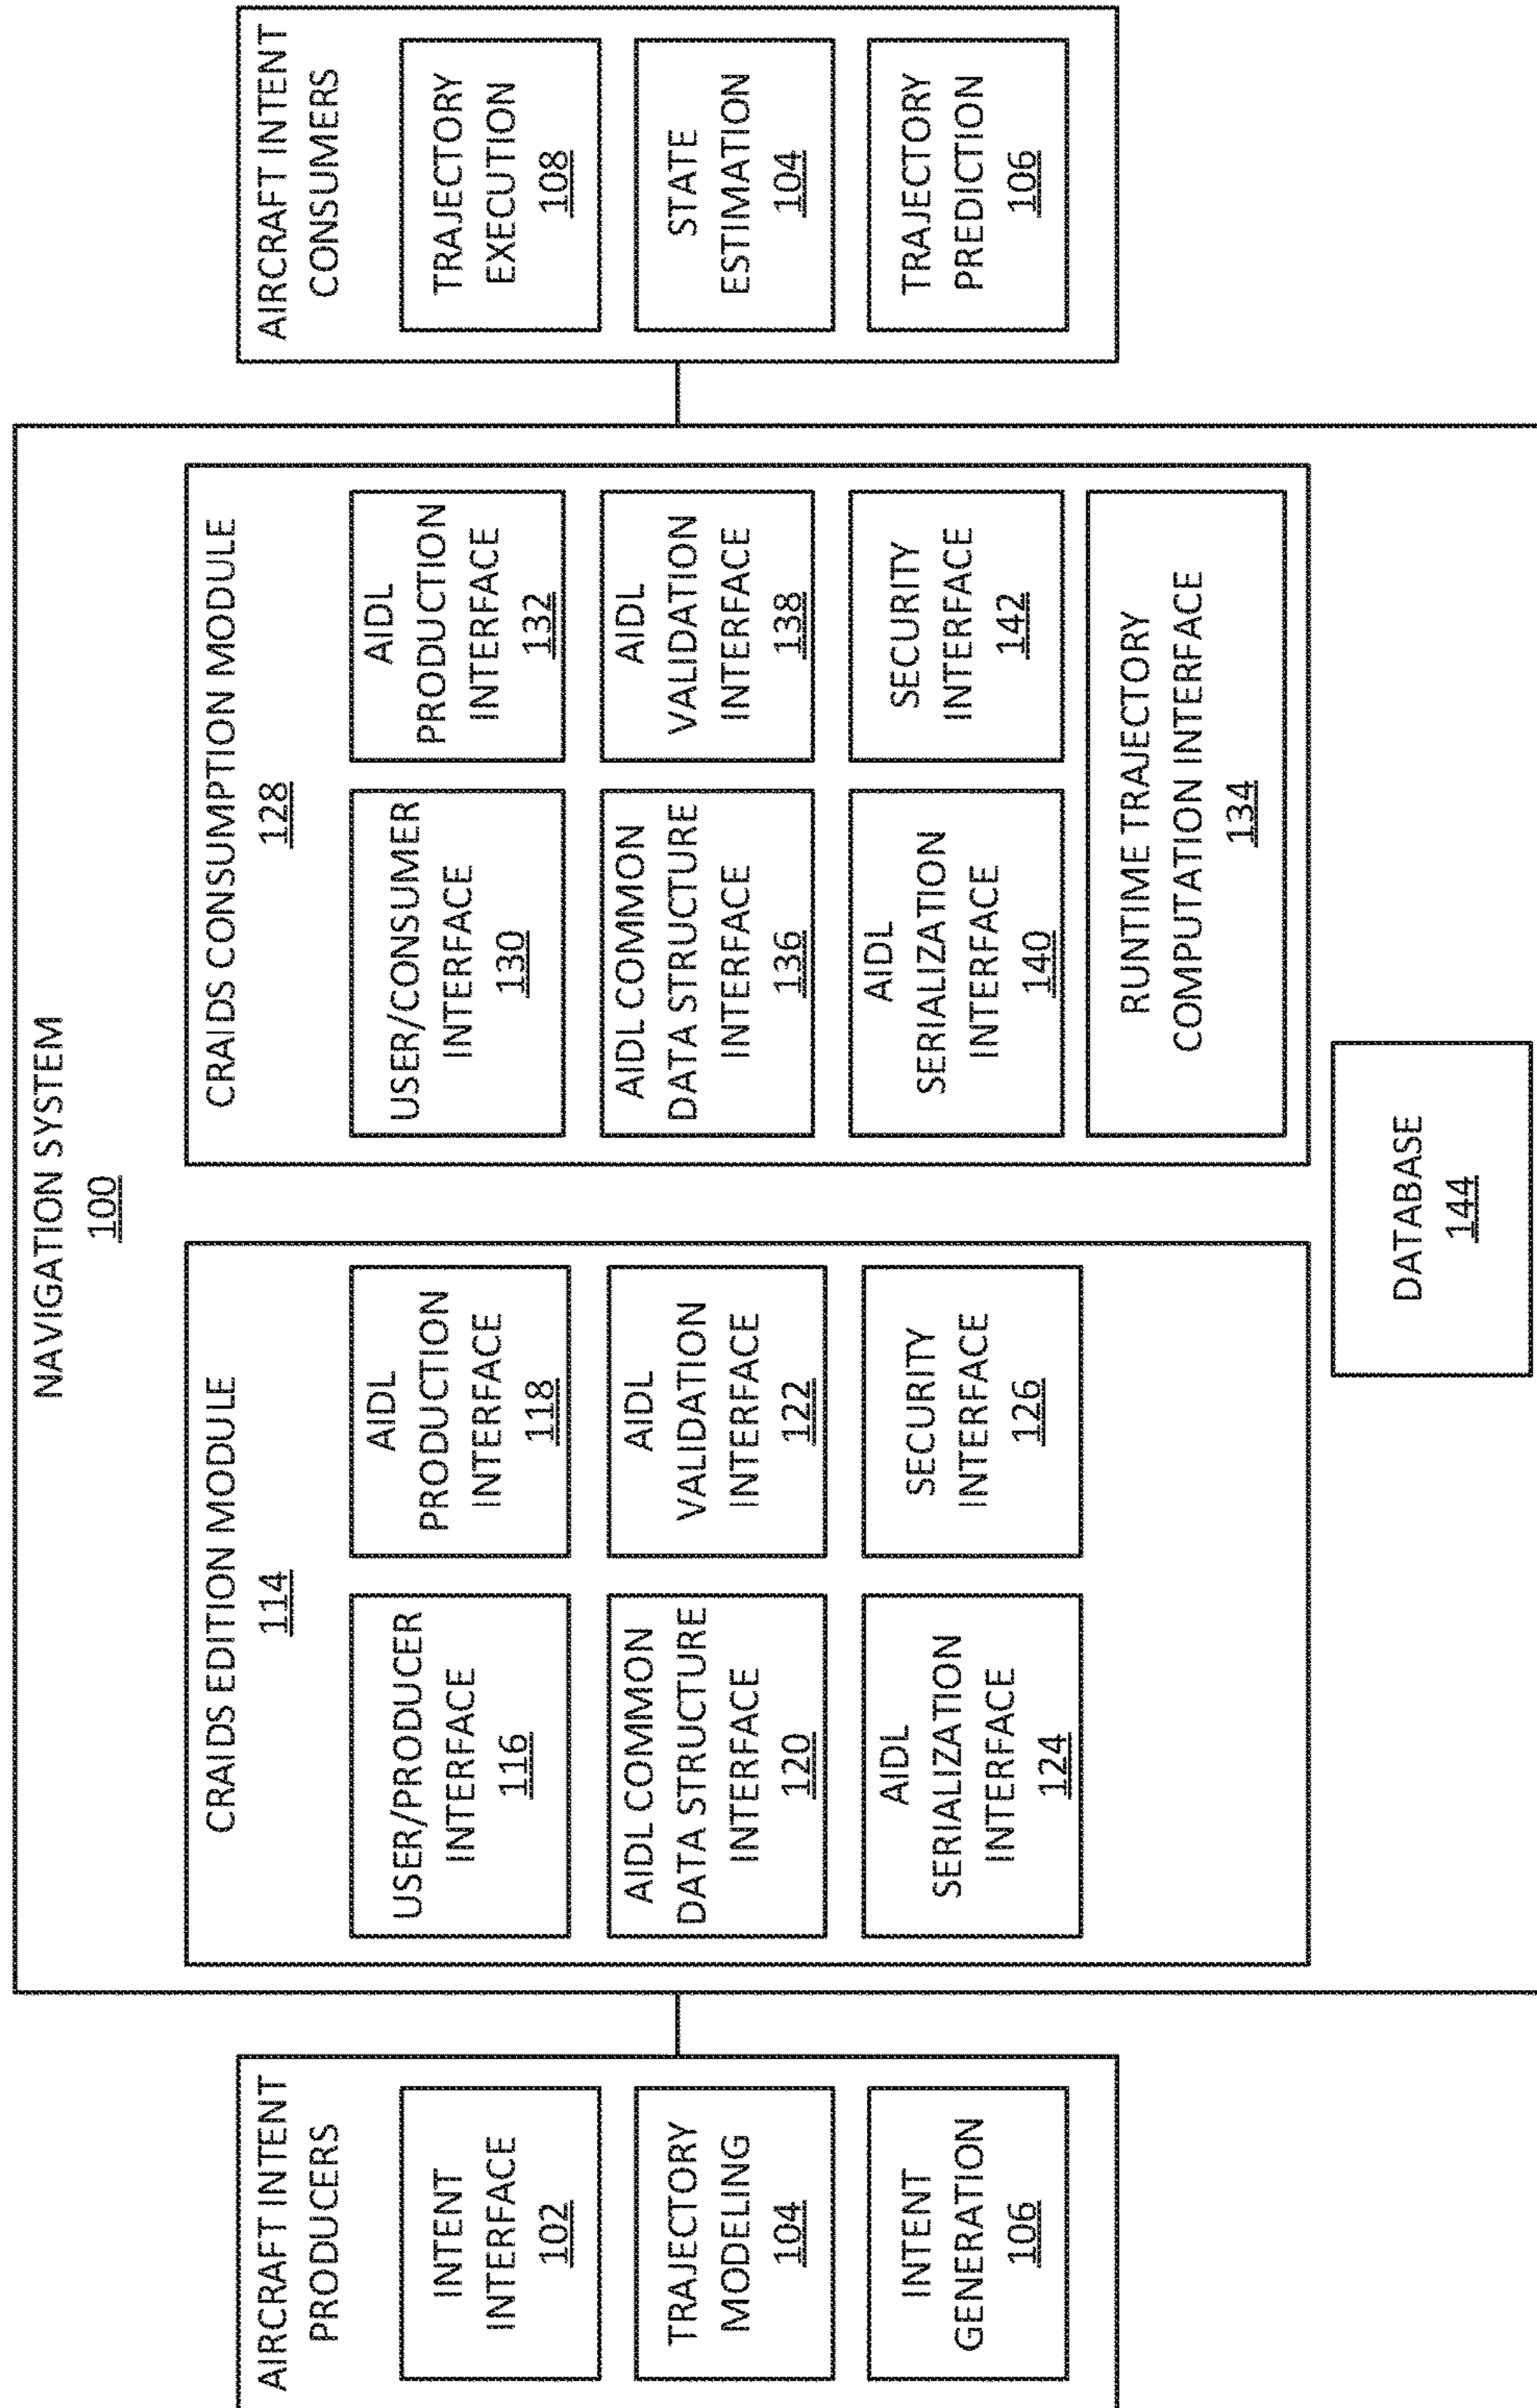 NAVIGATION SYSTEM
100
AIRCRAFT INTENT
PRODUCERS
INTENT
INTERFACE
102
TRAJECTORY
MODELING
104
INTENT
GENERATION
106
CRAIDS EDITION MODULE
114
USER/PRODUCER
INTERFACE
116
AIDL
PRODUCTION
INTERFACE
118
AIDL COMMON
DATA STRUCTURE
INTERFACE
120
AIDL
VALIDATION
INTERFACE
122
AIDL
SERIALIZATION
INTERFACE
124
SECURITY
INTERFACE
126
CRAIDS CONSUMPTION MODULE
128
USER/CONSUMER
INTERFACE
130
AIDL
PRODUCTION
INTERFACE
132
AIDL COMMON
DATA STRUCTURE
INTERFACE
136
AIDL
VALIDATION
INTERFACE
138
AIDL
SERIALIZATION
INTERFACE
140
SECURITY
INTERFACE
142
RUNTIME TRAJECTORY
COMPUTATION INTERFACE
134
DATABASE
144
AIRCRAFT INTENT
CONSUMERS
TRAJECTORY
EXECUTION
108
STATE
ESTIMATION
104
TRAJECTORY
PREDICTION
106